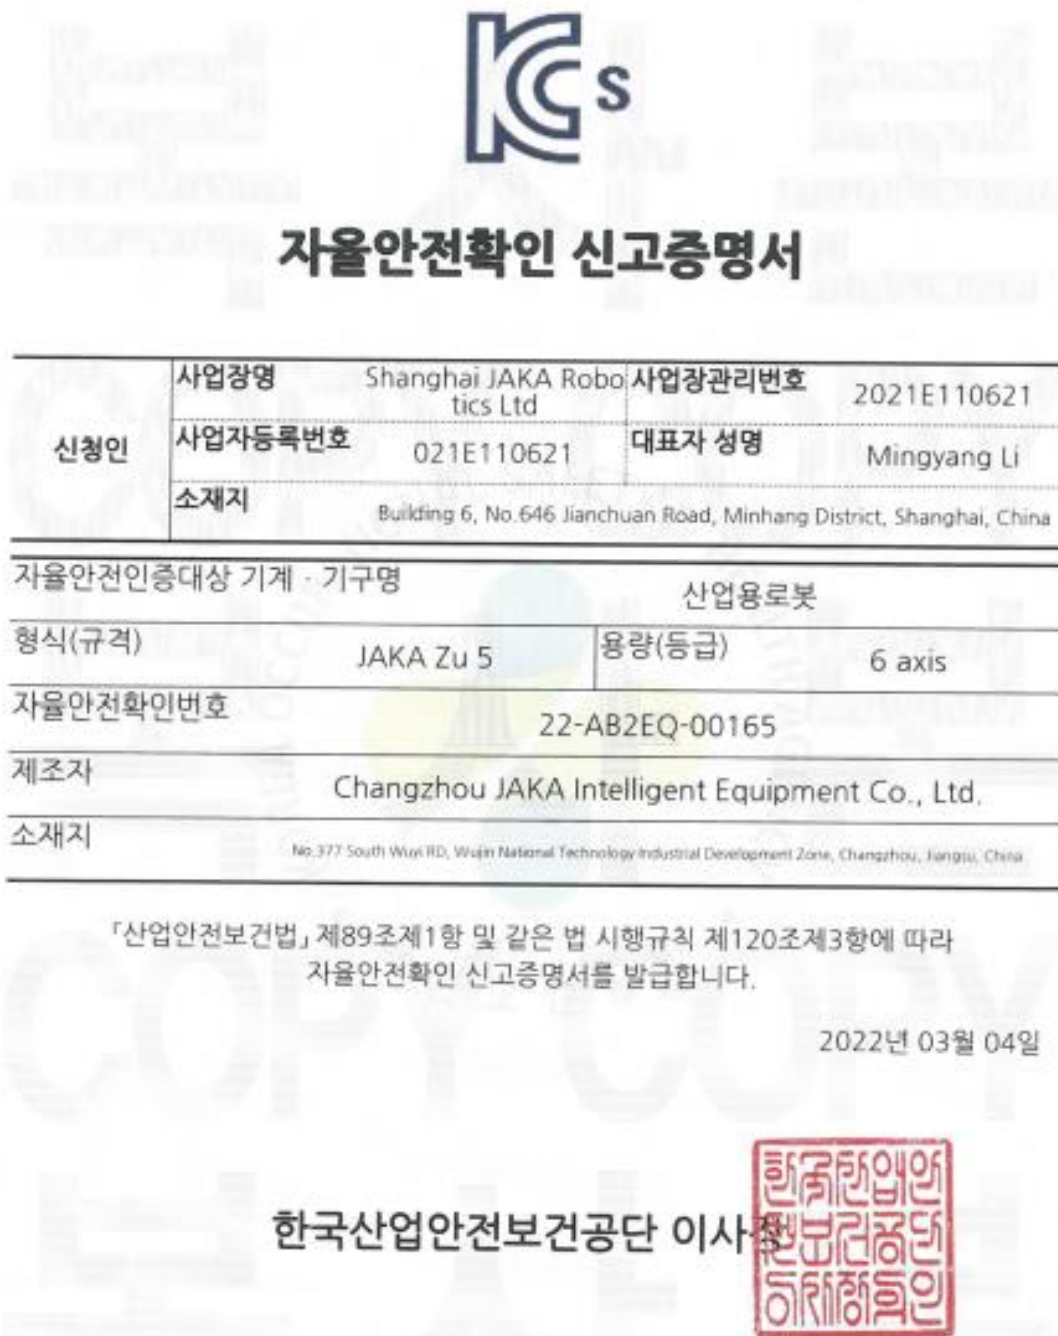 KCs
자율안전확인 신고증명서
신청인
사업장명 Shanghai JAKA Robo
tics Ltd
사업장관리번호 2021E110621
사업자등록번호 021E110621 대표자 성명 Mingyang Li
소재지 Building 6, No.646 Jianchuan Road, Minhang District, Shanghai, China
자율안전인증대상 기계 · 기구명 산업용로봇
형식(규격) JAKA Zu 5 용량(등급) 6 axis
자율안전확인번호 22-AB2EQ-00165
제조자 Changzhou JAKA Intelligent Equipment Co., Ltd.
소재지 No.377 South Wuyi RD, Wujin National Technology Industrial Development Zone, Changzhou, Jiangsu, China
「산업안전보건법」 제89조제1항 및 같은 법 시행규칙 제120조제3항에 따라
자율안전확인 신고증명서를 발급합니다.
2022년 03월 04일
한국산업안전보건공단 이사장
COPY COPY